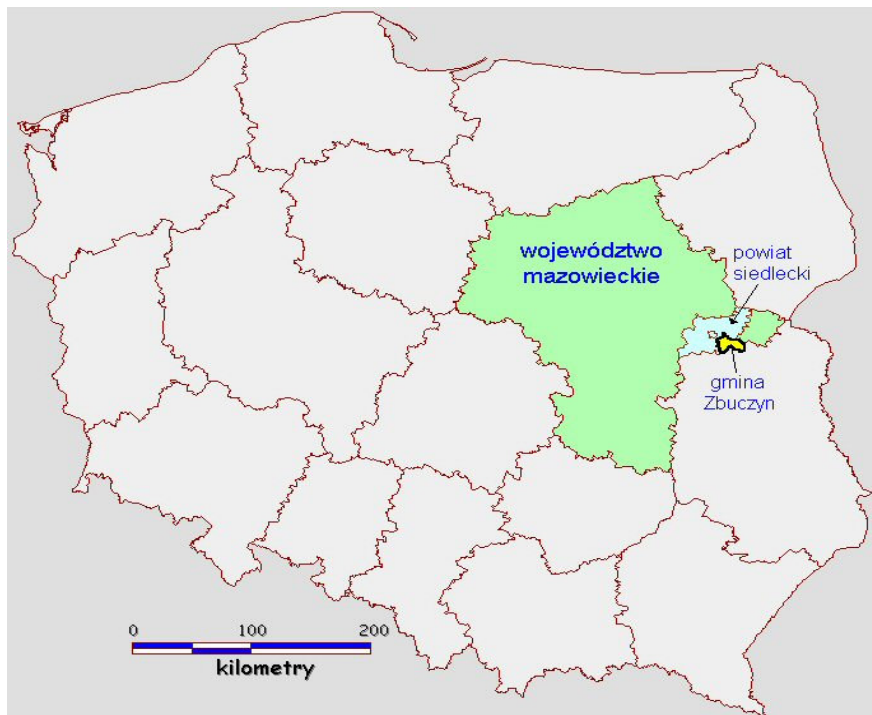 województwo
mazowieckie
powiat
siedlecki
gmina
Zbuczyn
0 100 200
kilometry